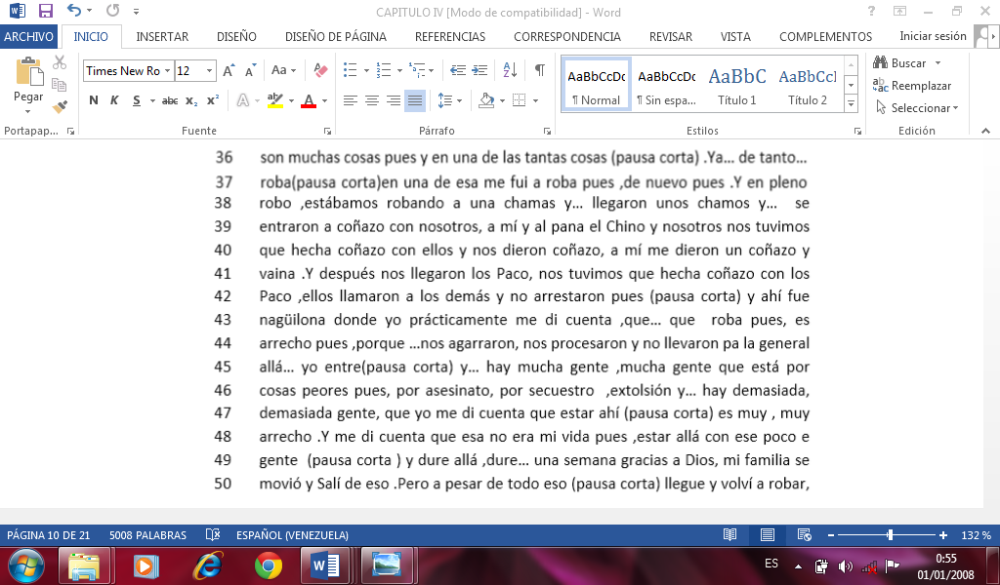 CAPITULO IV [Modo de compatibilidad] - Word
ARCHIVO INICIO INSERTAR DISEÑO DISEÑO DE PÁGINA REFERENCIAS CORRESPONDENCIA REVISAR VISTA COMPLEMENTOS Iniciar sesión
Times New Ro 12
Pegar
N K S abc x₂ x²
AaBbCcDc AaBbCcDc AaBbC AaBbCcl
¶ Normal ¶ Sin espa... Título 1 Título 2
Buscar
Reemplazar
Seleccionar
Portapap... Fuente Párrafo Estilos Edición
36 son muchas cosas pues y en una de las tantas cosas (pausa corta) .Ya... de tanto...
37 roba(pausa corta)en una de esa me fui a roba pues ,de nuevo pues .Y en pleno
38 robo ,estábamos robando a una chamas y... llegaron unos chamos y... se
39 entraron a coñazo con nosotros, a mí y al pana el Chino y nosotros nos tuvimos
40 que hecha coñazo con ellos y nos dieron coñazo, a mí me dieron un coñazo y
41 vaina .Y después nos llegaron los Paco, nos tuvimos que hecha coñazo con los
42 Paco ,ellos llamaron a los demás y no arrestaron pues (pausa corta) y ahí fue
43 nagüilona donde yo prácticamente me di cuenta ,que... que roba pues, es
44 arrecho pues ,porque ...nos agarraron, nos procesaron y no llevaron pa la general
45 allá... yo entre(pausa corta) y... hay mucha gente ,mucha gente que está por
46 cosas peores pues, por asesinato, por secuestro ,extolsión y... hay demasiada,
47 demasiada gente, que yo me di cuenta que estar ahí (pausa corta) es muy , muy
48 arrecho .Y me di cuenta que esa no era mi vida pues ,estar allá con ese poco e
49 gente (pausa corta ) y dure allá ,dure... una semana gracias a Dios, mi familia se
50 movió y Salí de eso .Pero a pesar de todo eso (pausa corta) llegue y volví a robar,
PÁGINA 10 DE 21 5008 PALABRAS ESPAÑOL (VENEZUELA) 132 %
ES 0:55
01/01/2008